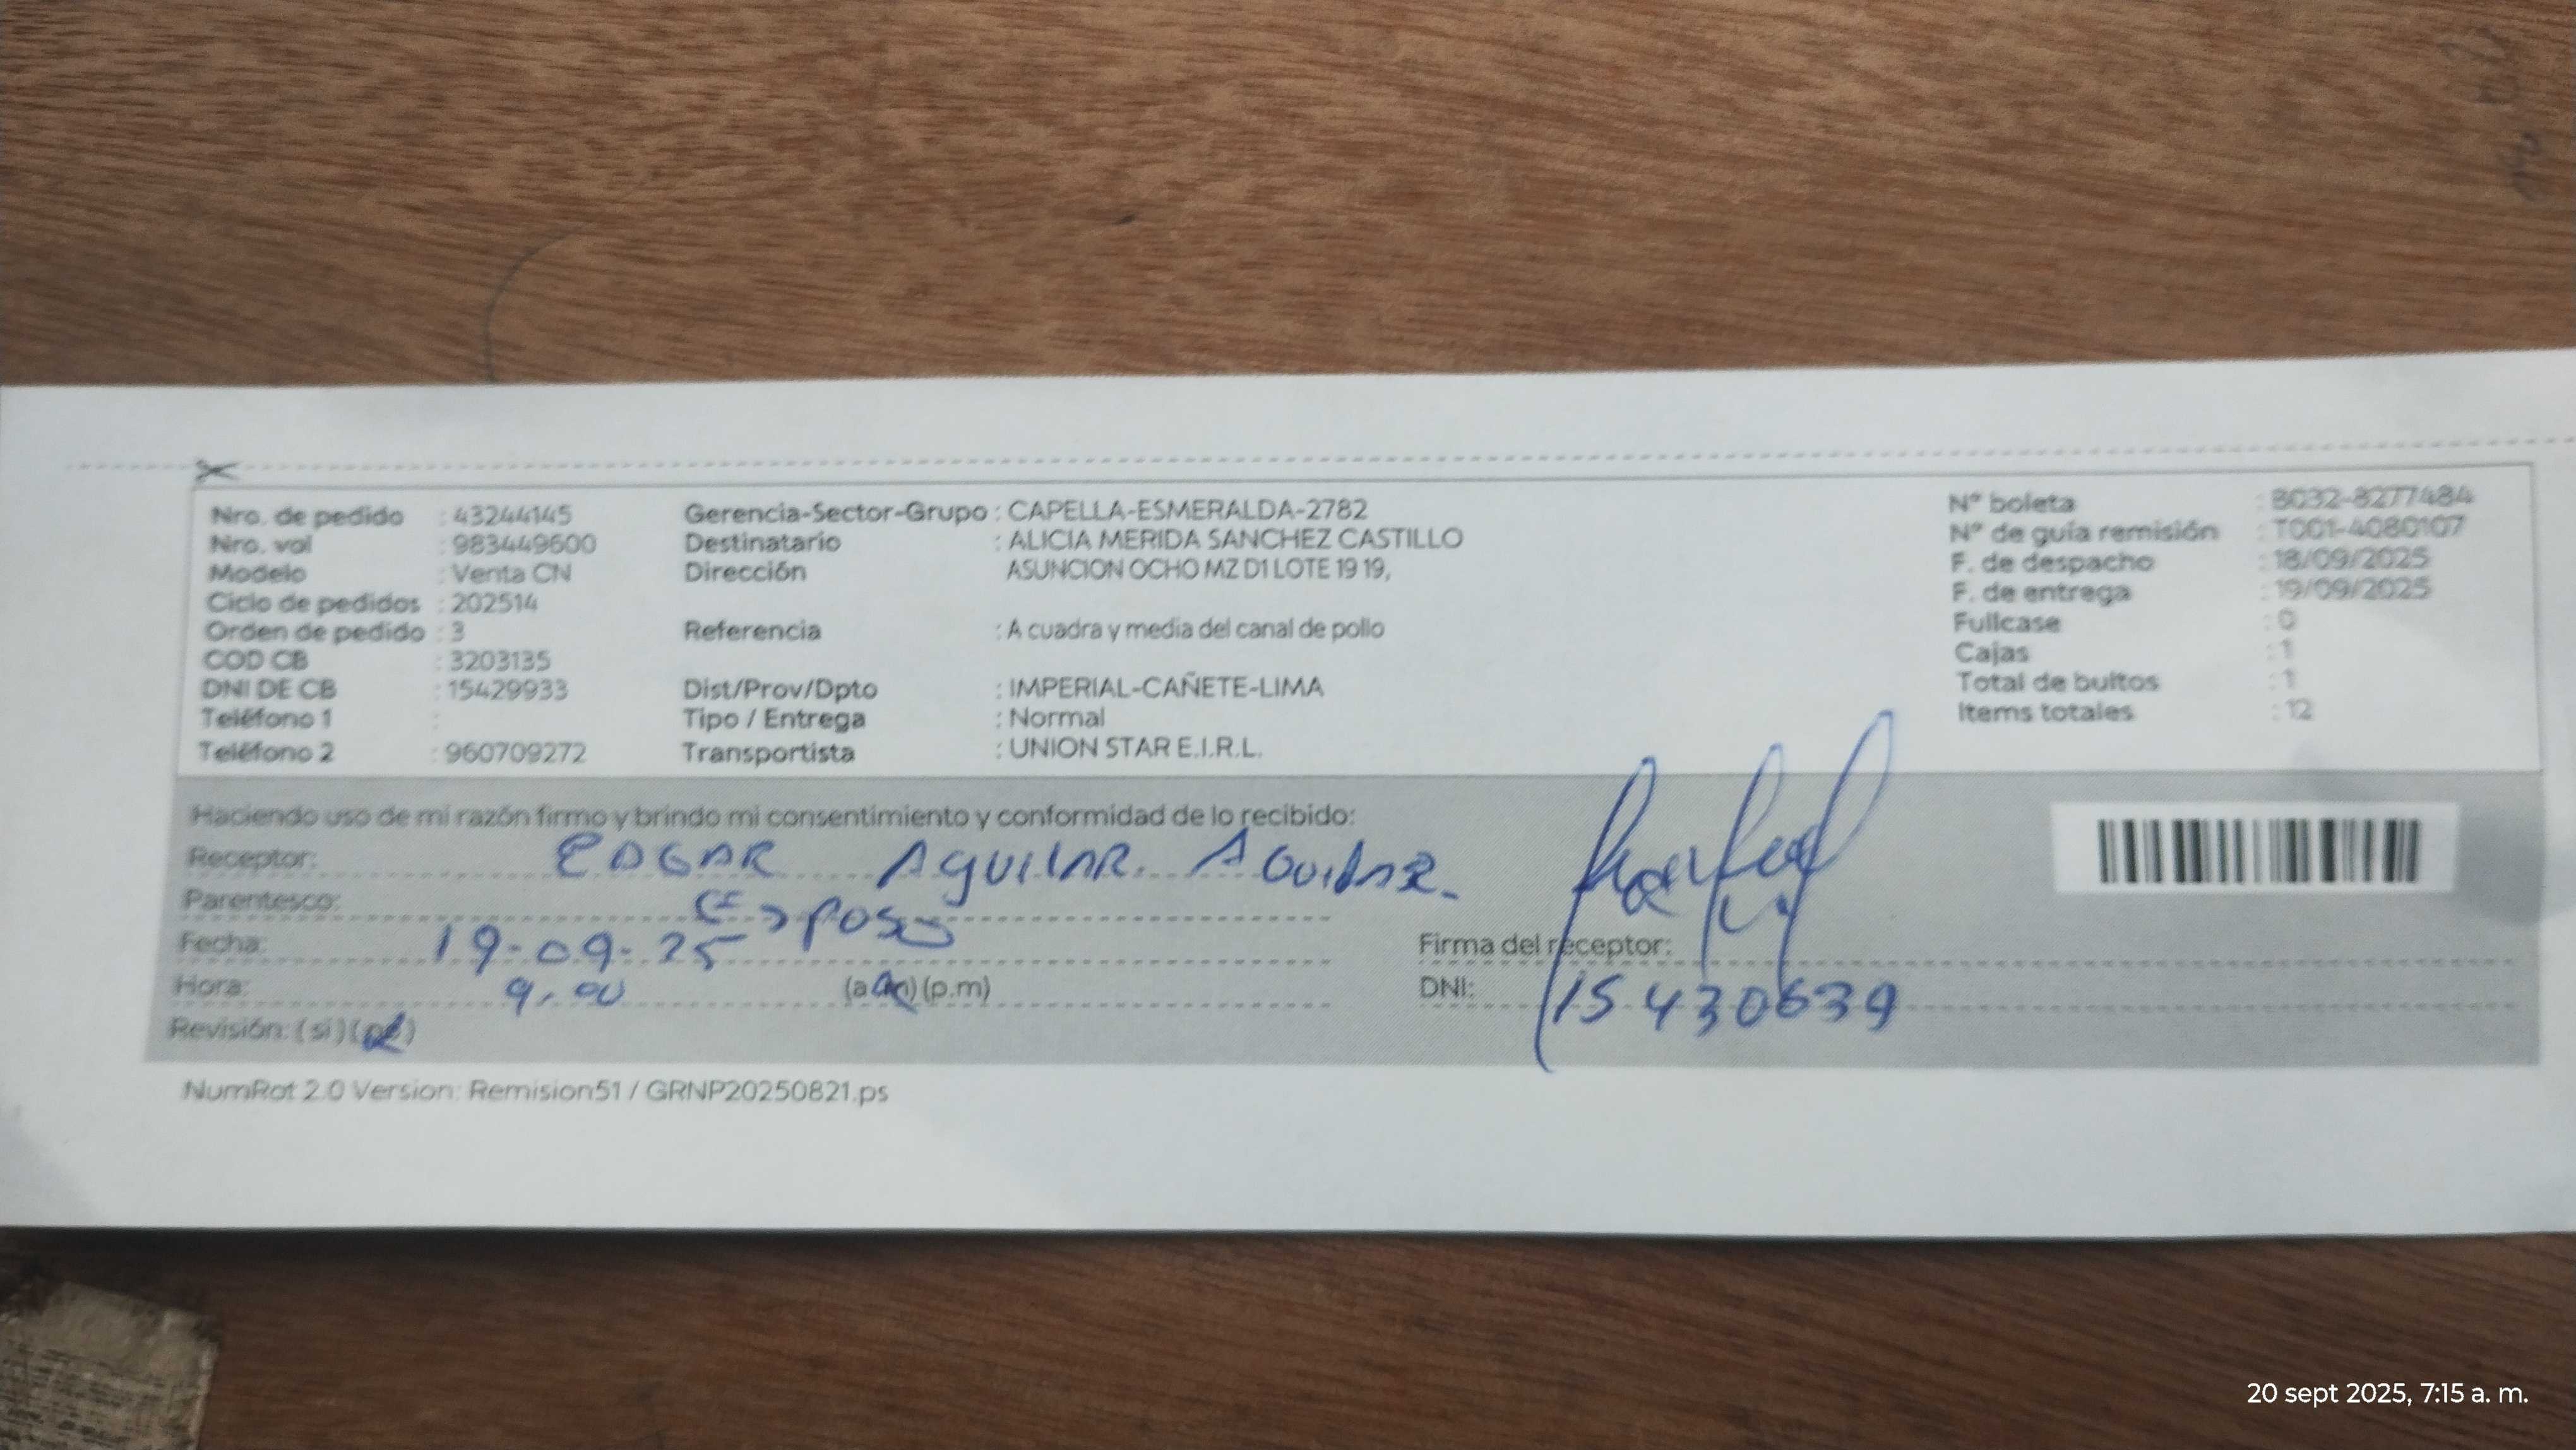 Nro. de pedido : 43244145
Nro. vol : 983449600
Modelo : Venta CN
Ciclo de pedidos : 202514
Orden de pedido : 3
COD CB : 3203135
DNI DE CB : 15429933
Teléfono 1 :
Teléfono 2 : 960709272
Gerencia-Sector-Grupo : CAPELLA-ESMERALDA-2782
Destinatario : ALICIA MERIDA SANCHEZ CASTILLO
Dirección ASUNCION OCHO MZ D1 LOTE 19 19,
Referencia : A cuadra y media del canal de pollo
Dist/Prov/Dpto : IMPERIAL-CAÑETE-LIMA
Tipo / Entrega : Normal
Transportista : UNION STAR E.I.R.L.
N° boleta : B032-8277484
N° de guía remisión : T001-4080107
F. de despacho : 18/09/2025
F. de entrega : 19/09/2025
Fullcase : 0
Cajas : 1
Total de bultos : 1
Items totales : 12
Haciendo uso de mi razón firmo y brindo mi consentimiento y conformidad de lo recibido:
Receptor: EDGAR AGUILAR. AGUILAR.
Parentesco: Esposo
Fecha: 19-09-25
Hora: 9.00 (a.m) (p.m)
Revisión: (si) (no)
Firma del receptor:
DNI: 15430639
NumRot 2.0 Version: Remision51 / GRNP20250821.ps
20 sept 2025, 7:15 a. m.